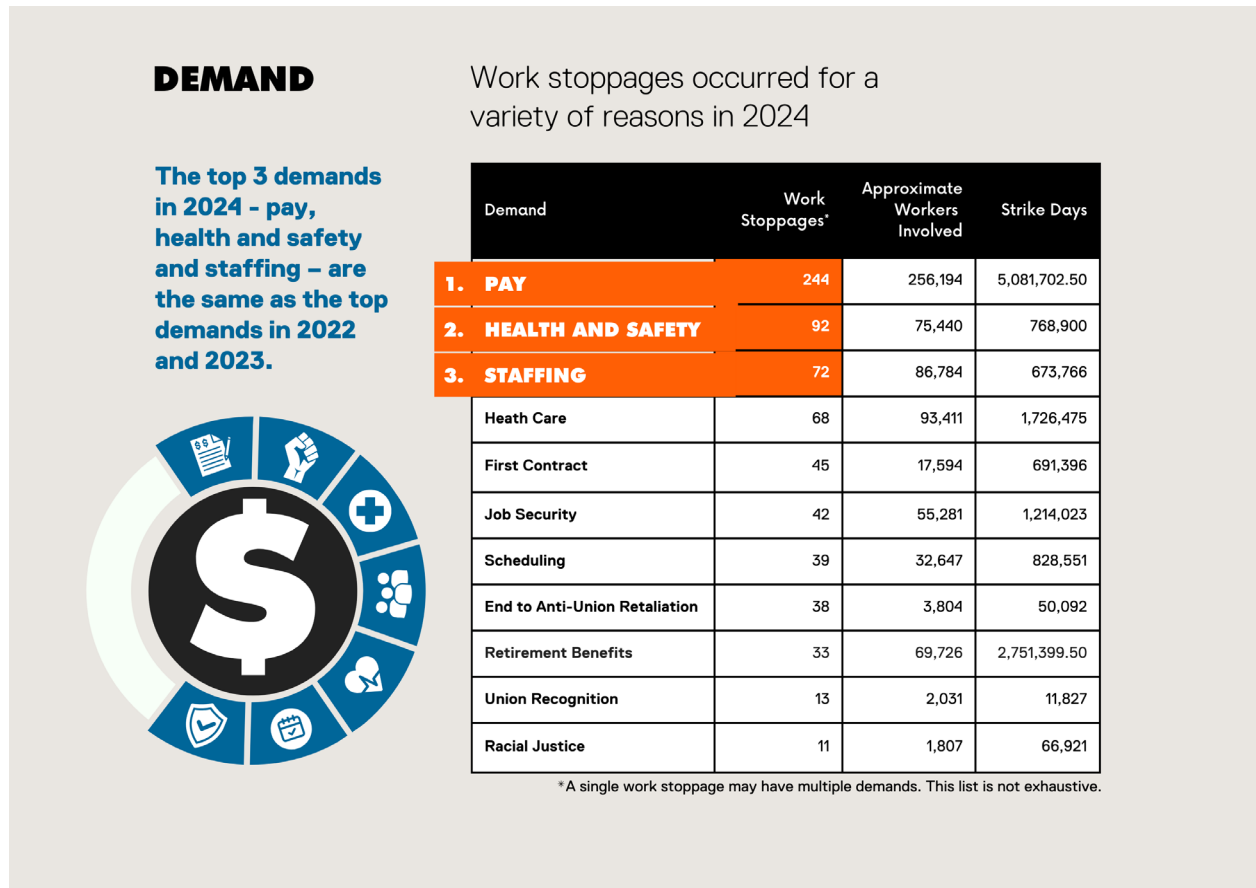 DEMAND
The top 3 demands
in 2024 - pay,
health and safety
and staffing – are
the same as the top
demands in 2022
and 2023.
$ $
$
Work stoppages occurred for a
variety of reasons in 2024
Demand Work Stoppages* Approximate Workers Involved Strike Days
1. PAY 244 256,194 5,081,702.50
2. HEALTH AND SAFETY 92 75,440 768,900
3. STAFFING 72 86,784 673,766
Heath Care 68 93,411 1,726,475
First Contract 45 17,594 691,396
Job Security 42 55,281 1,214,023
Scheduling 39 32,647 828,551
End to Anti-Union Retaliation 38 3,804 50,092
Retirement Benefits 33 69,726 2,751,399.50
Union Recognition 13 2,031 11,827
Racial Justice 11 1,807 66,921
*A single work stoppage may have multiple demands. This list is not exhaustive.